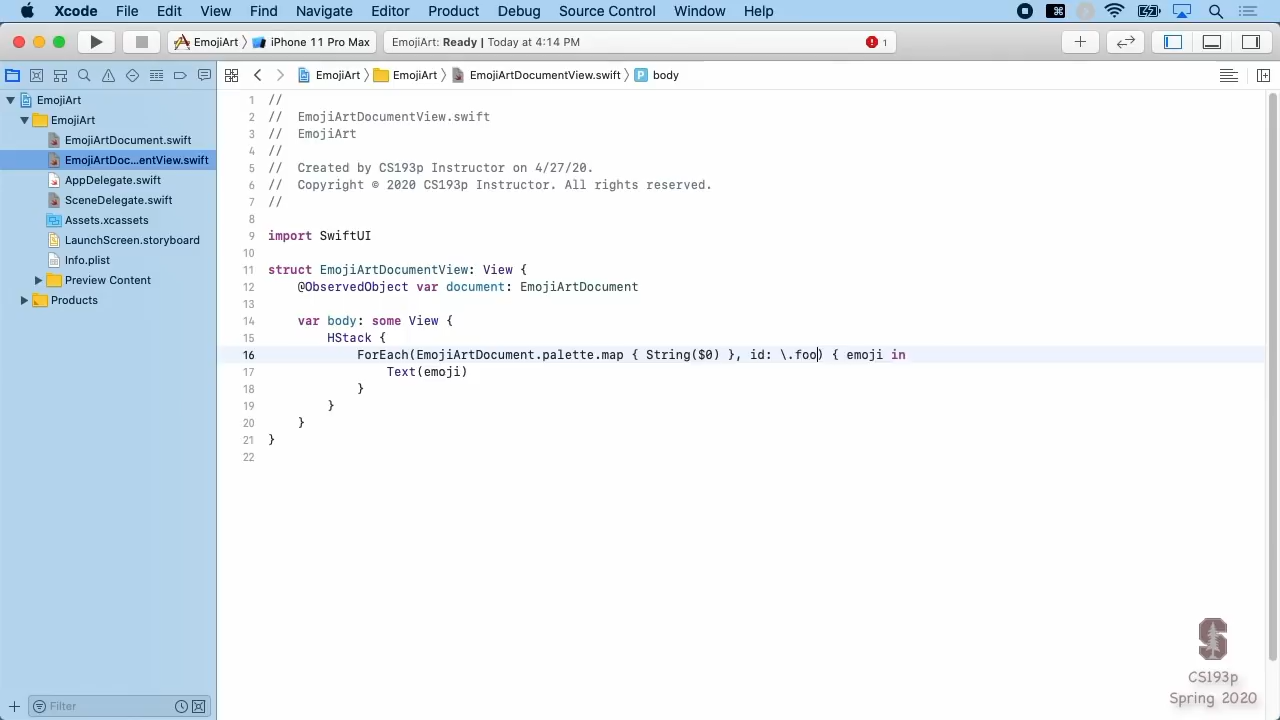 Xcode File Edit View Find Navigate Editor Product Debug Source Control Window Help
EmojiArt iPhone 11 Pro Max EmojiArt: Ready | Today at 4:14 PM 1
EmojiArt EmojiArt EmojiArtDocumentView.swift P body
EmojiArt
EmojiArt
EmojiArtDocument.swift
EmojiArtDoc...entView.swift
AppDelegate.swift
SceneDelegate.swift
Assets.xcassets
LaunchScreen.storyboard
Info.plist
Preview Content
Products
Filter
1 //
2 // EmojiArtDocumentView.swift
3 // EmojiArt
4 //
5 // Created by CS193p Instructor on 4/27/20.
6 // Copyright © 2020 CS193p Instructor. All rights reserved.
7 //
8
9 import SwiftUI
10
11 struct EmojiArtDocumentView: View {
12 @ObservedObject var document: EmojiArtDocument
13
14 var body: some View {
15 HStack {
16 ForEach(EmojiArtDocument.palette.map { String($0) }, id: \.foo) { emoji in
17 Text(emoji)
18 }
19 }
20 }
21 }
22
S
CS193p
Spring 2020